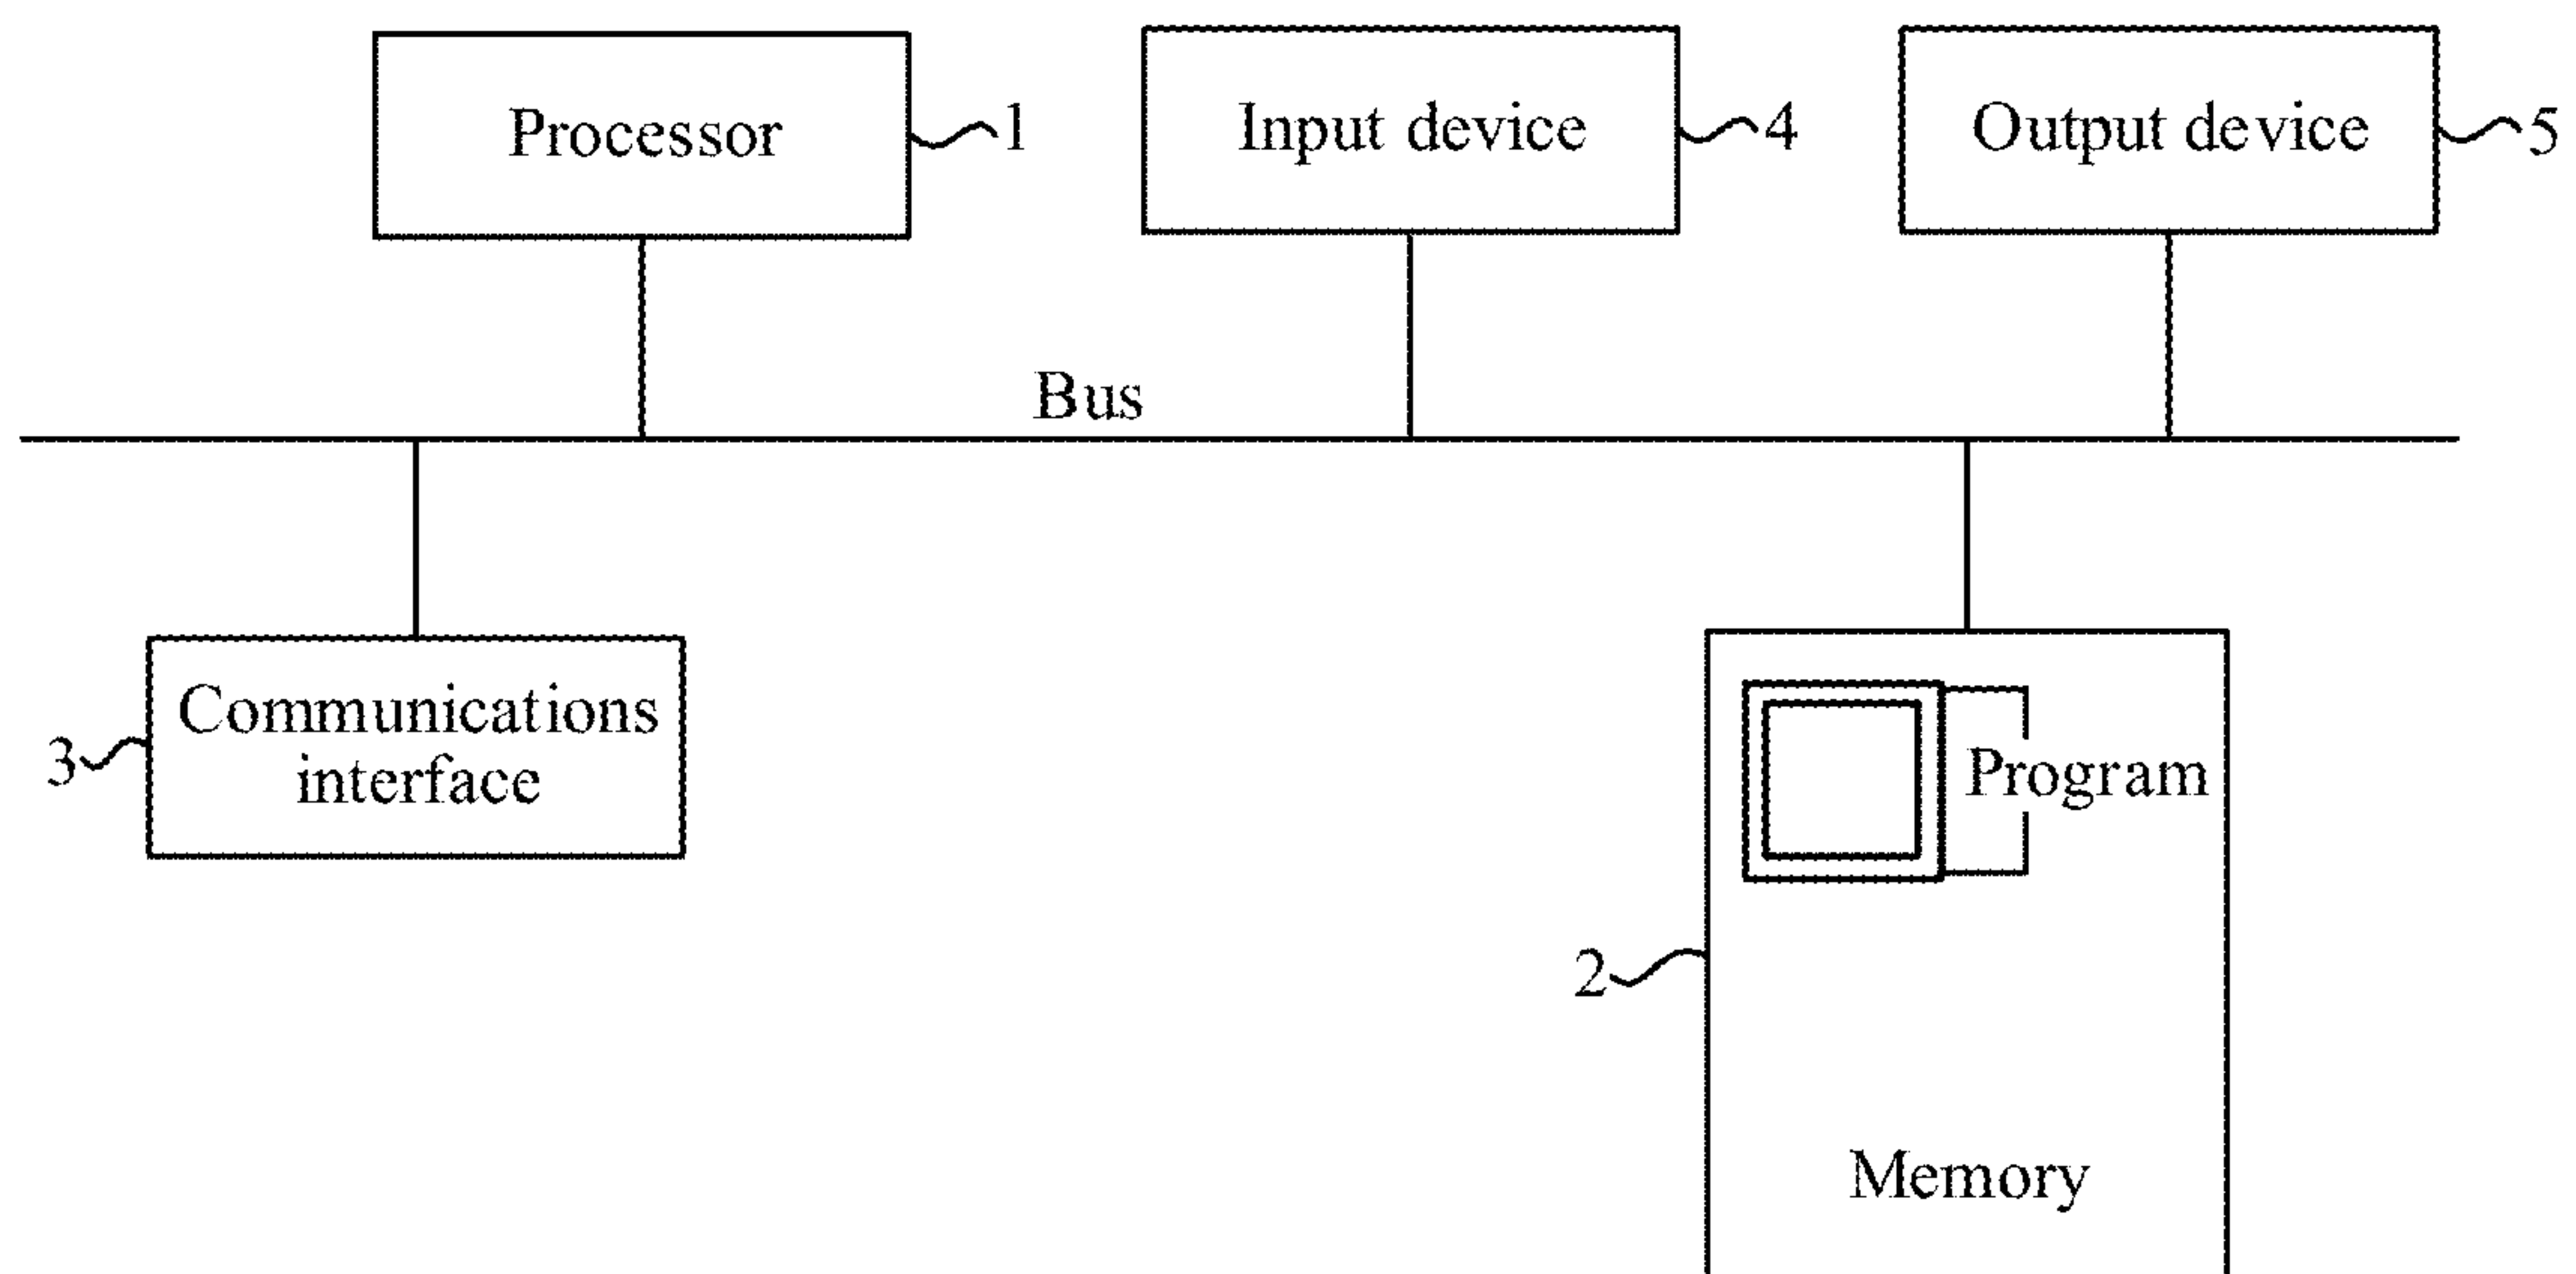 Processor
1
Input device
4
Output device
5
Bus
Communications
interface
3
Program
2
Memory